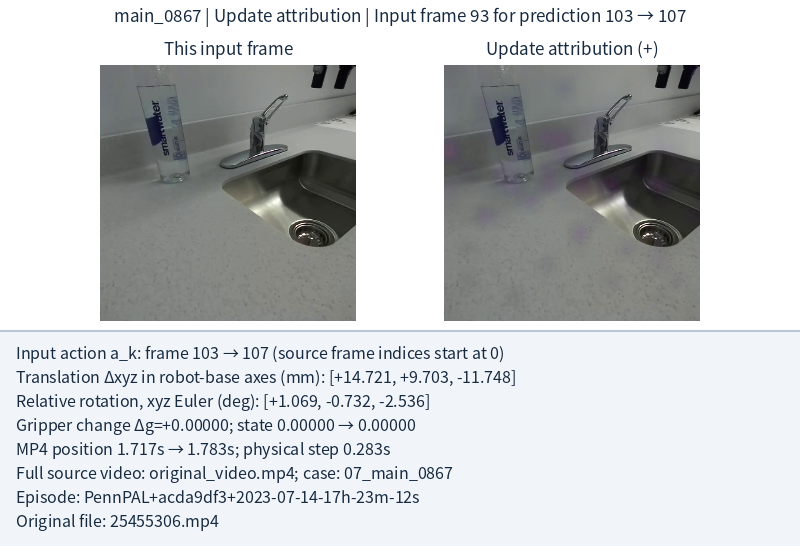 main_0867 | Update attribution | Input frame 93 for prediction 103 → 107
This input frame
Update attribution (+)
smartwater
smartwater
Input action a_k: frame 103 → 107 (source frame indices start at 0)
Translation Δxyz in robot-base axes (mm): [+14.721, +9.703, -11.748]
Relative rotation, xyz Euler (deg): [+1.069, -0.732, -2.536]
Gripper change Δg=+0.00000; state 0.00000 → 0.00000
MP4 position 1.717s → 1.783s; physical step 0.283s
Full source video: original_video.mp4; case: 07_main_0867
Episode: PennPAL+acda9df3+2023-07-14-17h-23m-12s
Original file: 25455306.mp4